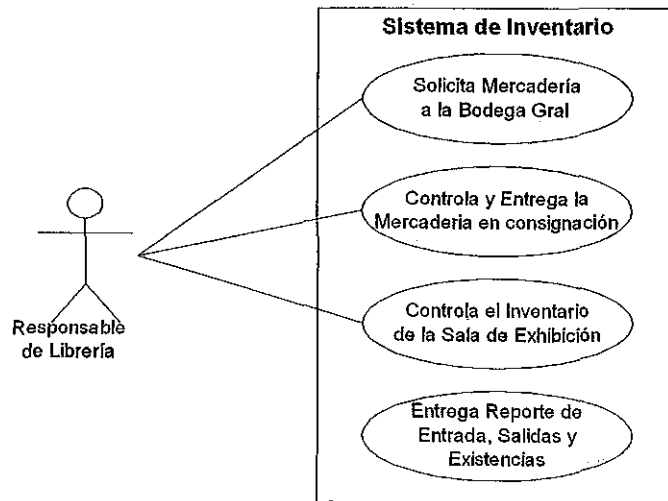 Sistema de Inventario
Solicita Mercadería
a la Bodega Gral
Controla y Entrega la
Mercaderia en consignación
Responsable
de Librería
Controla el Inventario
de la Sala de Exhibición
Entrega Reporte de
Entrada, Salidas y
Existencias